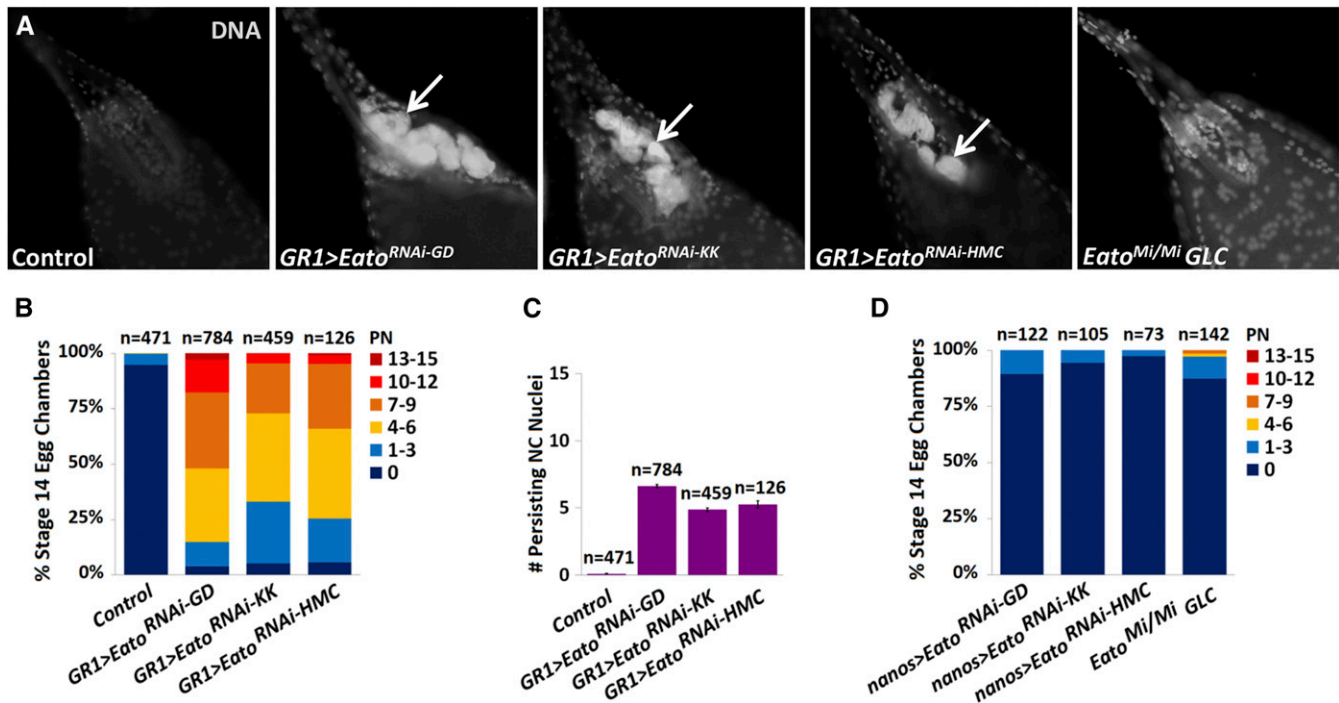 A
DNA
Control
GR1>Eato^RNAi-GD
GR1>Eato^RNAi-KK
GR1>Eato^RNAi-HMC
Eato^Mi/Mi GLC
B
n=471 n=784 n=459 n=126
PN
13-15
10-12
7-9
4-6
1-3
0
% Stage 14 Egg Chambers
100%
75%
50%
25%
0%
Control
GR1>Eato^RNAi-GD
GR1>Eato^RNAi-KK
GR1>Eato^RNAi-HMC
C
# Persisting NC Nuclei
15
10
5
0
n=471
n=784
n=459
n=126
Control
GR1>Eato^RNAi-GD
GR1>Eato^RNAi-KK
GR1>Eato^RNAi-HMC
D
n=122 n=105 n=73 n=142
PN
13-15
10-12
7-9
4-6
1-3
0
% Stage 14 Egg Chambers
100%
75%
50%
25%
0%
nanos>Eato^RNAi-GD
nanos>Eato^RNAi-KK
nanos>Eato^RNAi-HMC
Eato^Mi/Mi GLC